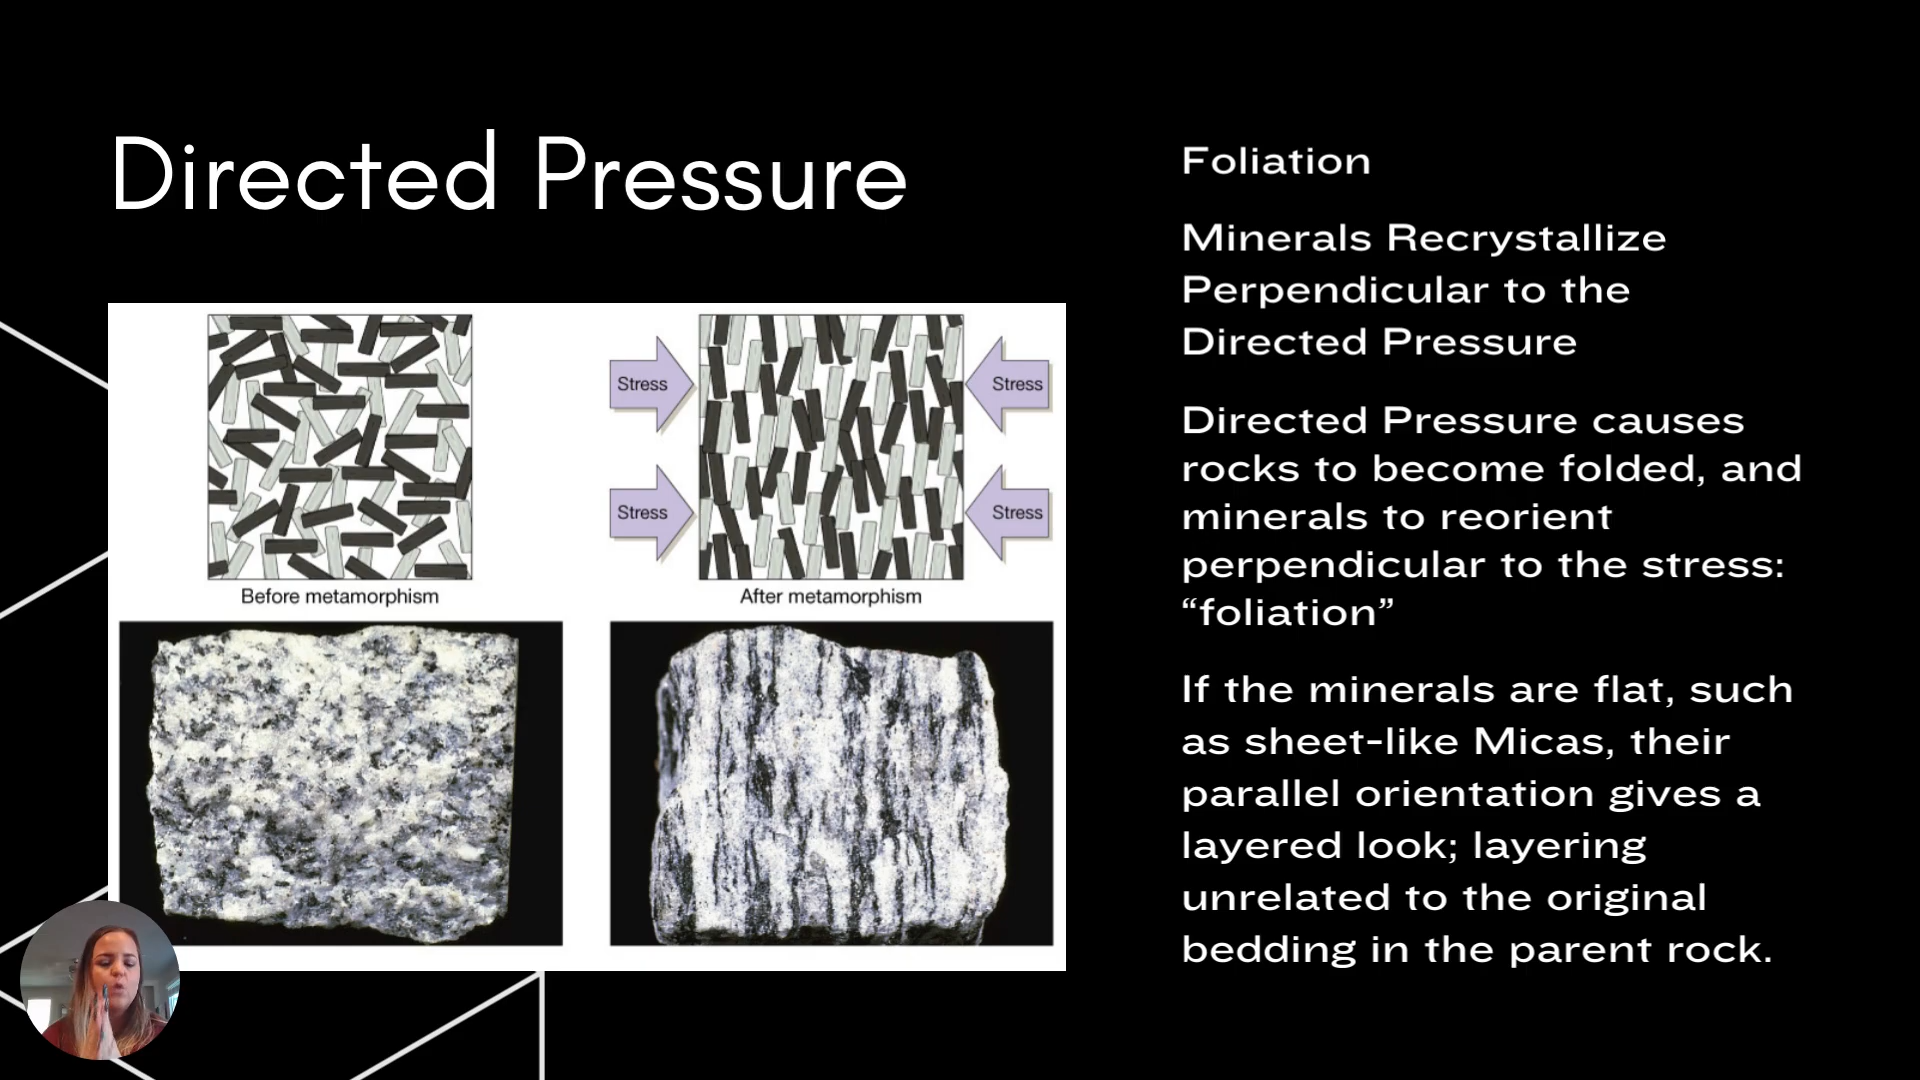 Directed Pressure
Stress
Stress
Stress
Stress
Before metamorphism
After metamorphism
Foliation
Minerals Recrystallize
Perpendicular to the
Directed Pressure
Directed Pressure causes
rocks to become folded, and
minerals to reorient
perpendicular to the stress:
“foliation”
If the minerals are flat, such
as sheet-like Micas, their
parallel orientation gives a
layered look; layering
unrelated to the original
bedding in the parent rock.